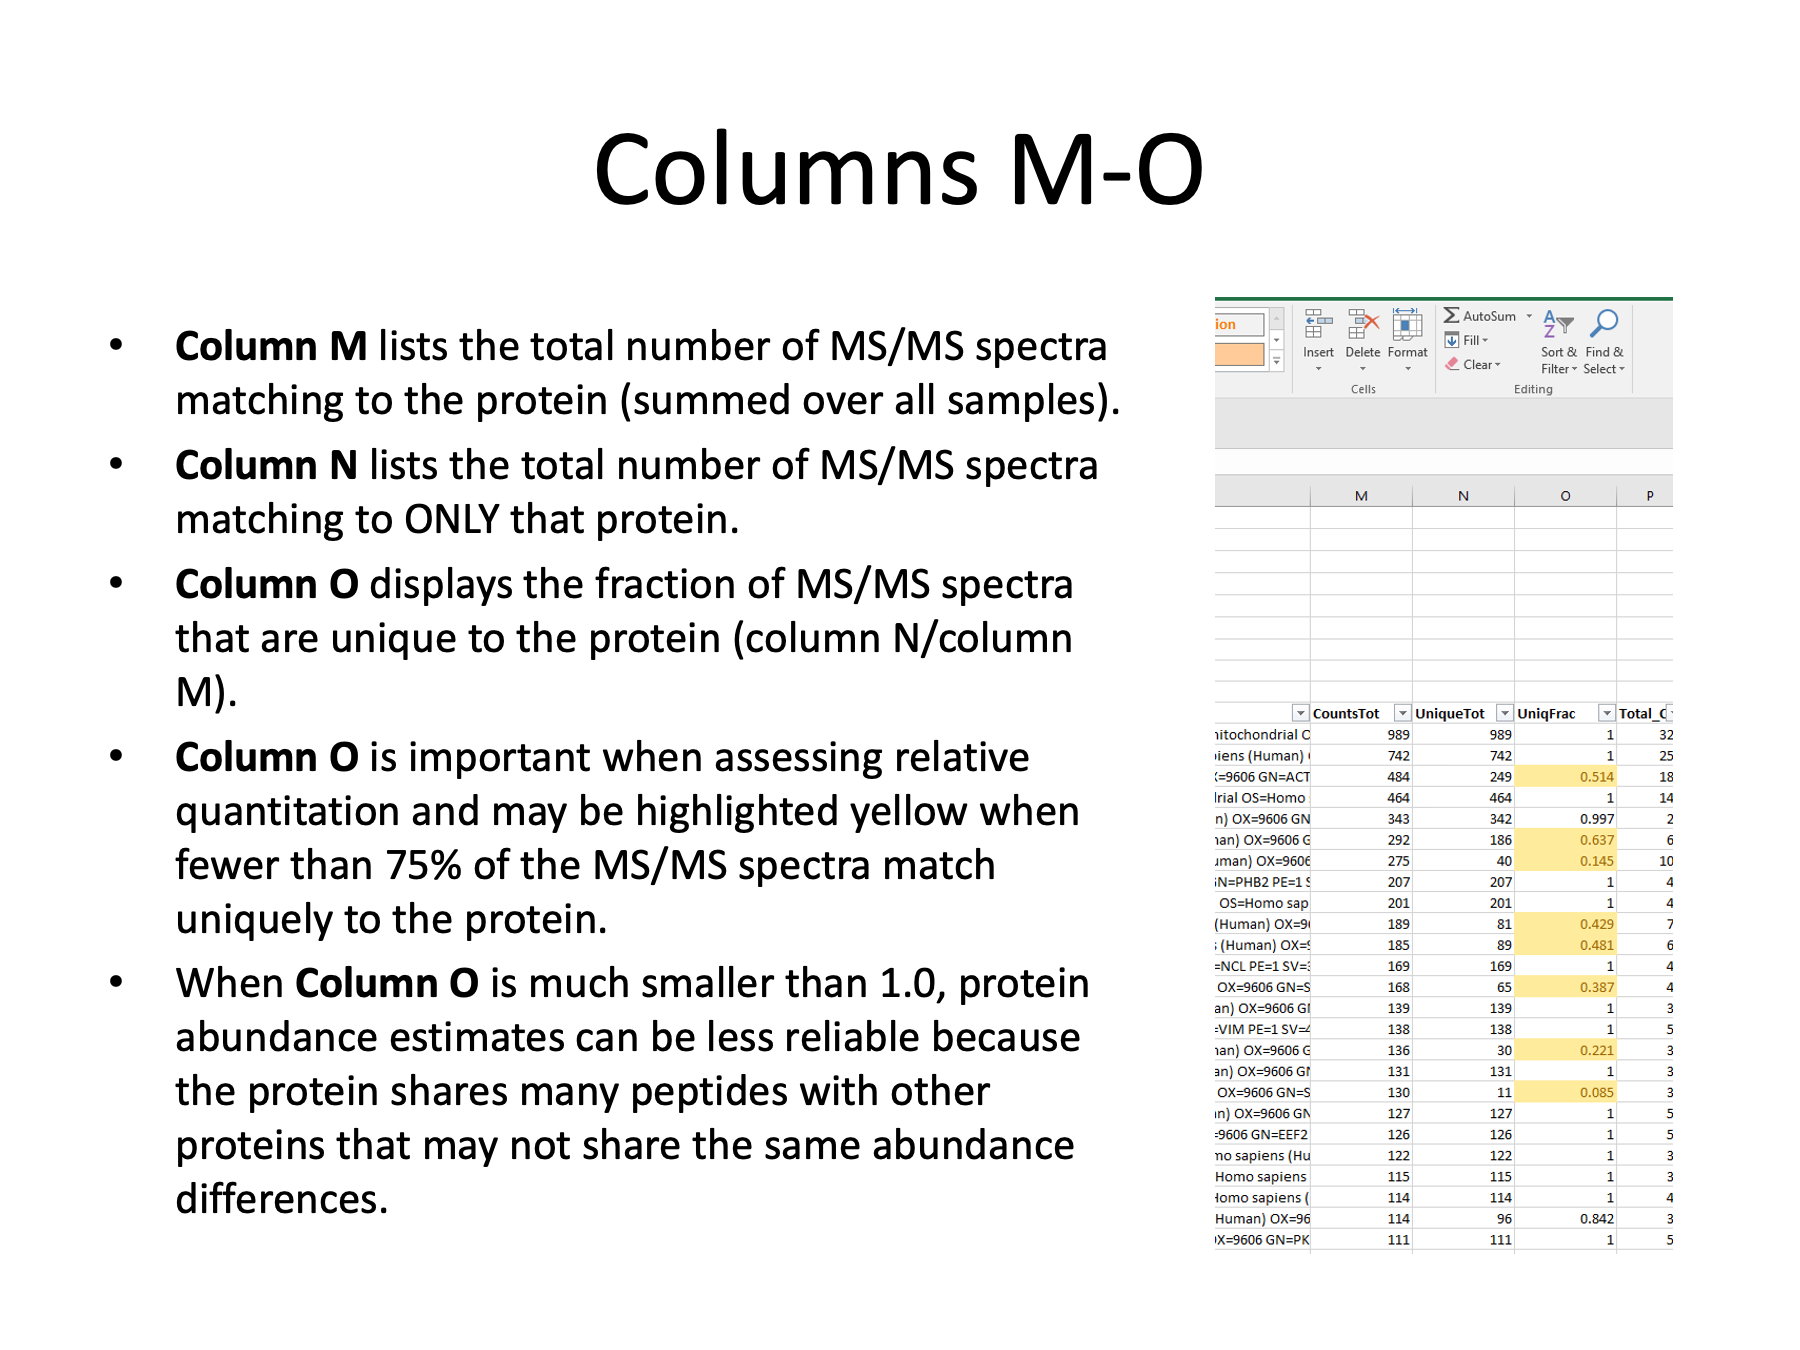 Columns M-O
• Column M lists the total number of MS/MS spectra
matching to the protein (summed over all samples).
• Column N lists the total number of MS/MS spectra
matching to ONLY that protein.
• Column O displays the fraction of MS/MS spectra
that are unique to the protein (column N/column
M).
• Column O is important when assessing relative
quantitation and may be highlighted yellow when
fewer than 75% of the MS/MS spectra match
uniquely to the protein.
• When Column O is much smaller than 1.0, protein
abundance estimates can be less reliable because
the protein shares many peptides with other
proteins that may not share the same abundance
differences.
ion
Insert Delete Format
Cells
AutoSum
Fill
Clear
Sort & Find &
Filter Select
Editing
M N O P
CountsTot UniqueTot UniqFrac Total_C
itochondrial O 989 989 1 32
iens (Human) 742 742 1 25
=9606 GN=ACT 484 249 0.514 18
rial OS=Homo 464 464 1 14
n) OX=9606 GN 343 342 0.997 2
an) OX=9606 G 292 186 0.637 6
man) OX=9606 275 40 0.145 10
N=PHB2 PE=1 S 207 207 1 4
OS=Homo sap 201 201 1 4
(Human) OX=9 189 81 0.429 7
(Human) OX=9 185 89 0.481 6
=NCL PE=1 SV=3 169 169 1 4
OX=9606 GN=S 168 65 0.387 4
an) OX=9606 GN 139 139 1 3
=VIM PE=1 SV=4 138 138 1 5
an) OX=9606 G 136 30 0.221 3
an) OX=9606 GN 131 131 1 3
OX=9606 GN=S 130 11 0.085 3
n) OX=9606 GN 127 127 1 5
=9606 GN=EEF2 126 126 1 5
mo sapiens (Hu 122 122 1 3
Homo sapiens 115 115 1 3
Homo sapiens ( 114 114 1 4
Human) OX=96 114 96 0.842 3
X=9606 GN=PK 111 111 1 5